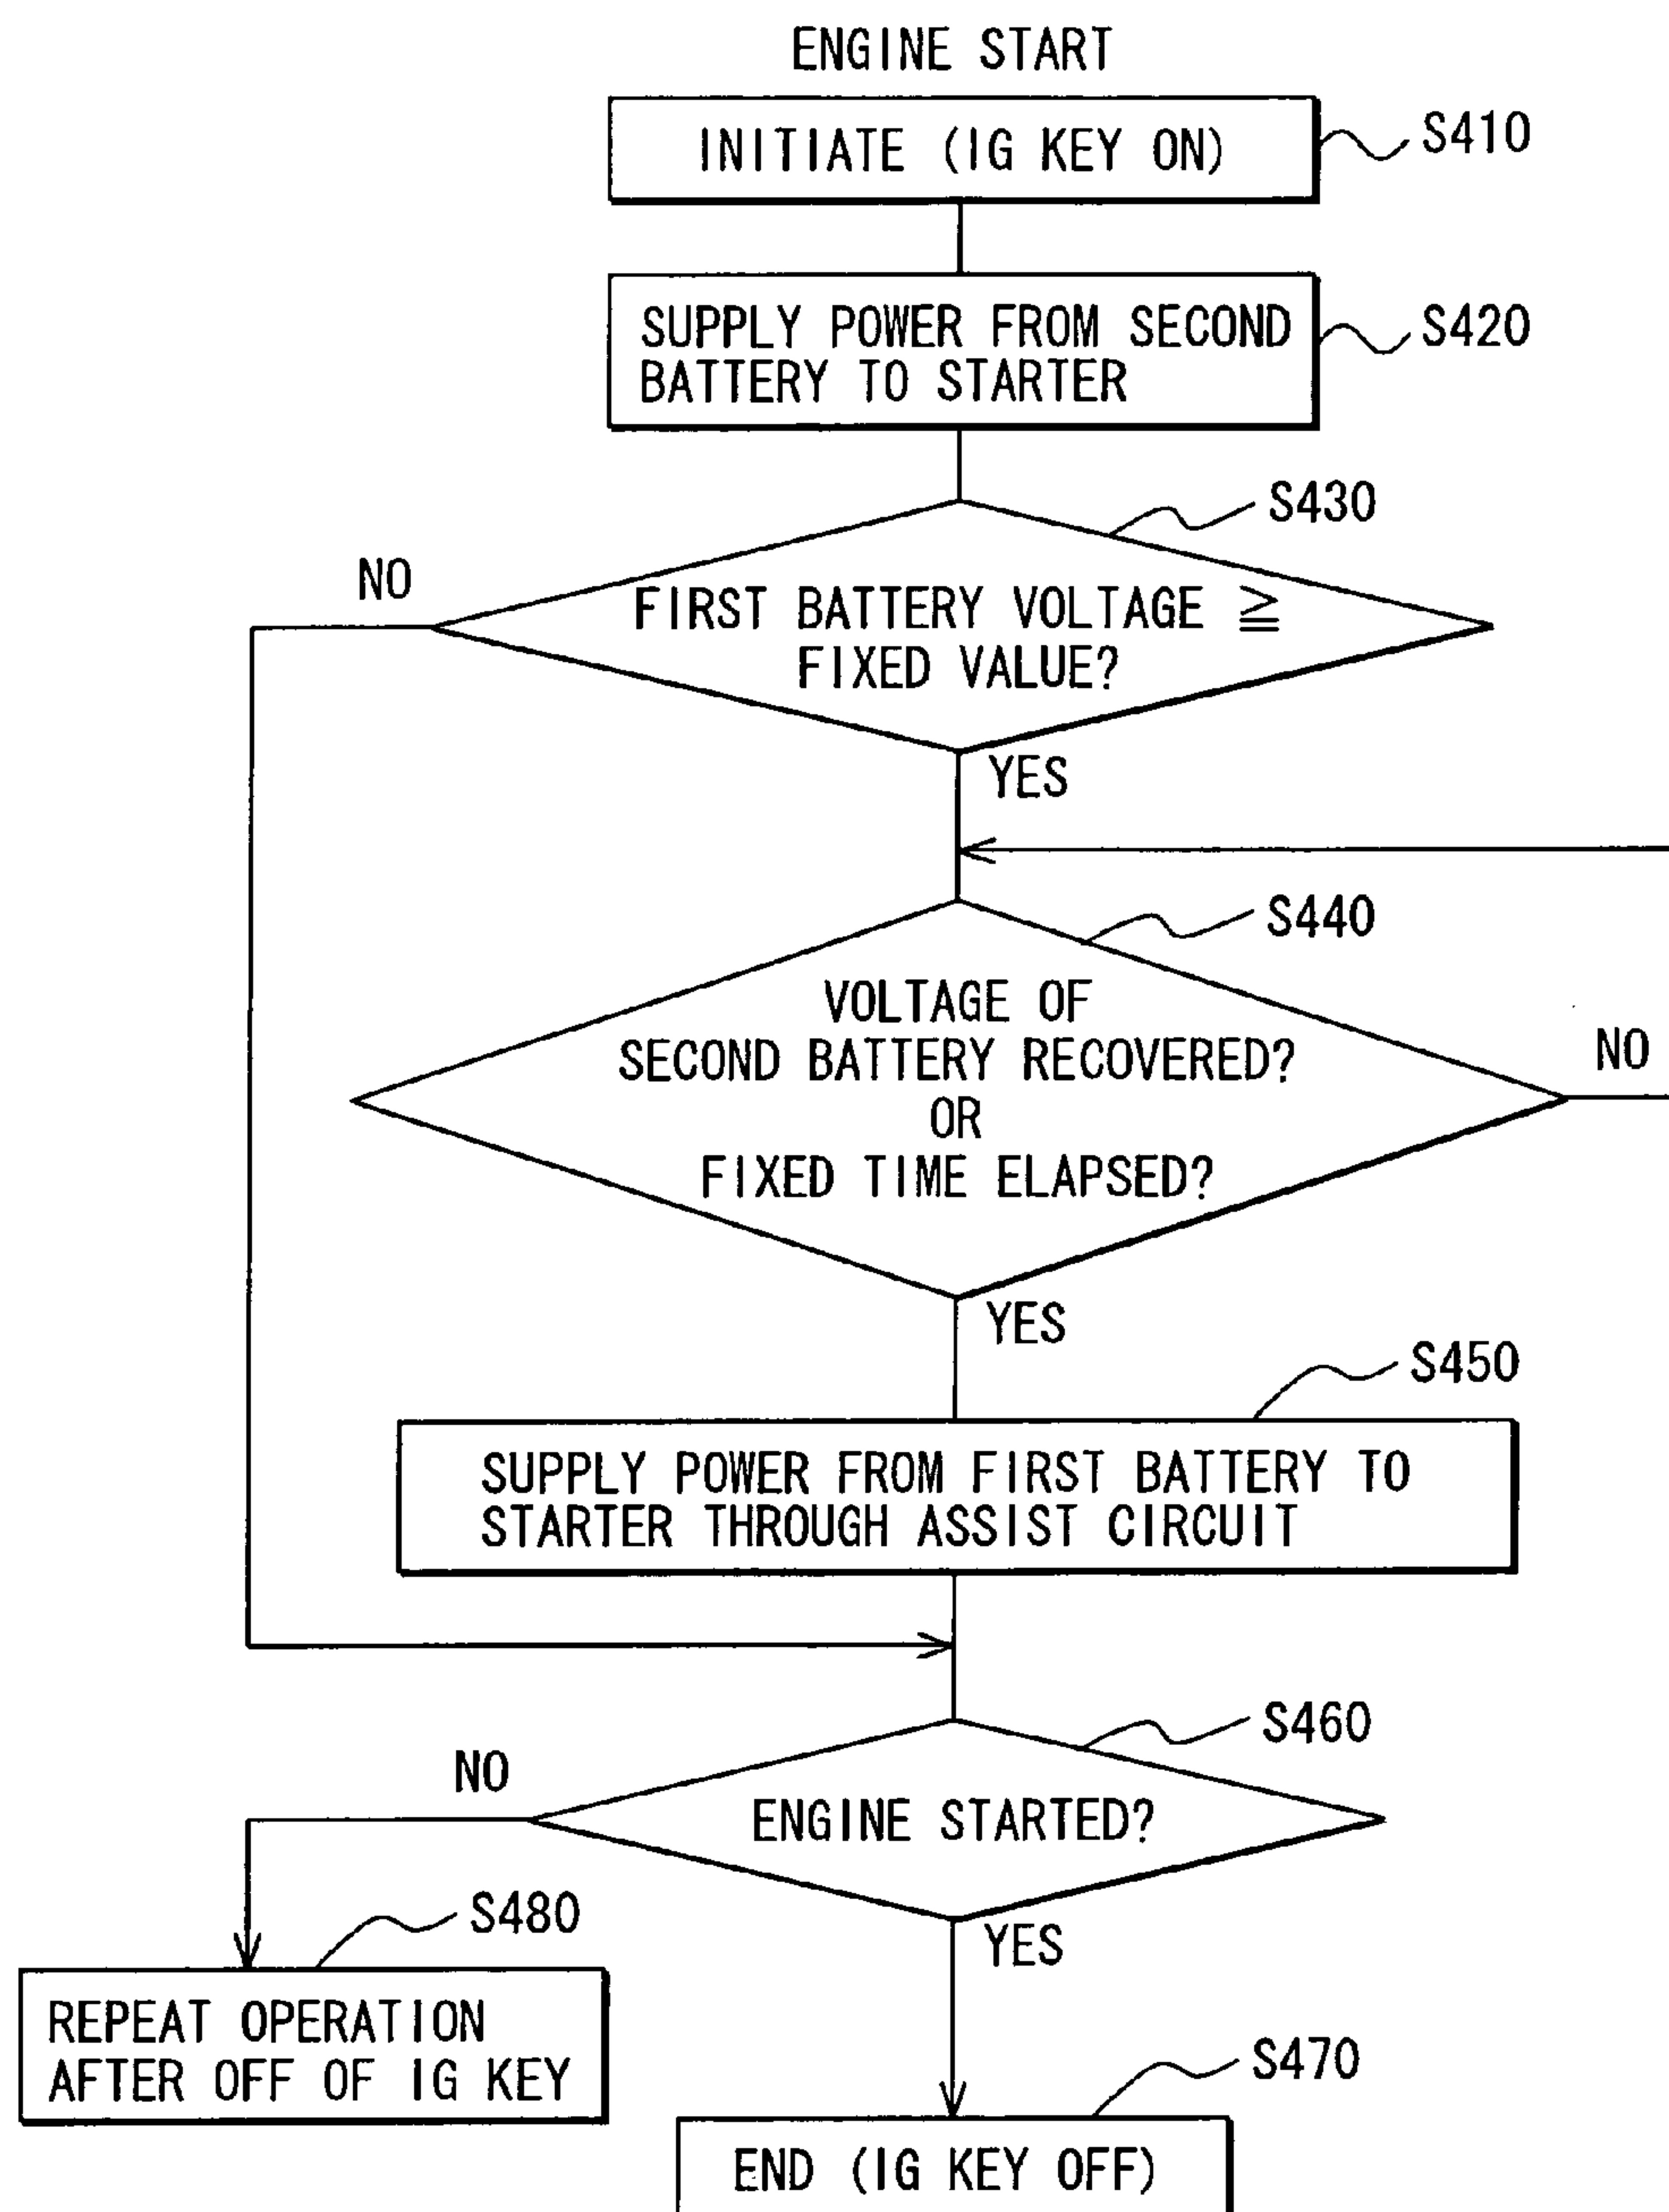 ENGINE START
INITIATE (IG KEY ON)
S410
SUPPLY POWER FROM SECOND
BATTERY TO STARTER
S420
S430
NO
FIRST BATTERY VOLTAGE ≧
FIXED VALUE?
YES
S440
VOLTAGE OF
SECOND BATTERY RECOVERED?
OR
FIXED TIME ELAPSED?
NO
YES
S450
SUPPLY POWER FROM FIRST BATTERY TO
STARTER THROUGH ASSIST CIRCUIT
S460
NO
ENGINE STARTED?
YES
S480
REPEAT OPERATION
AFTER OFF OF IG KEY
S470
END (IG KEY OFF)